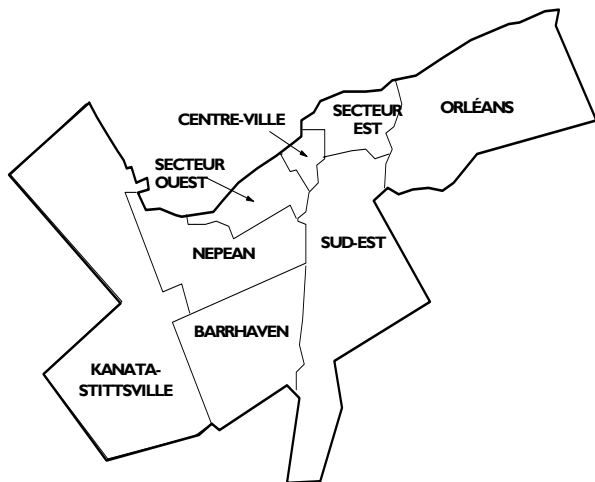 ORLÉANS
SECTEUR
EST
CENTRE-VILLE
SECTEUR
OUEST
SUD-EST
NEPEAN
BARRHAVEN
KANATA-
STITTSVILLE